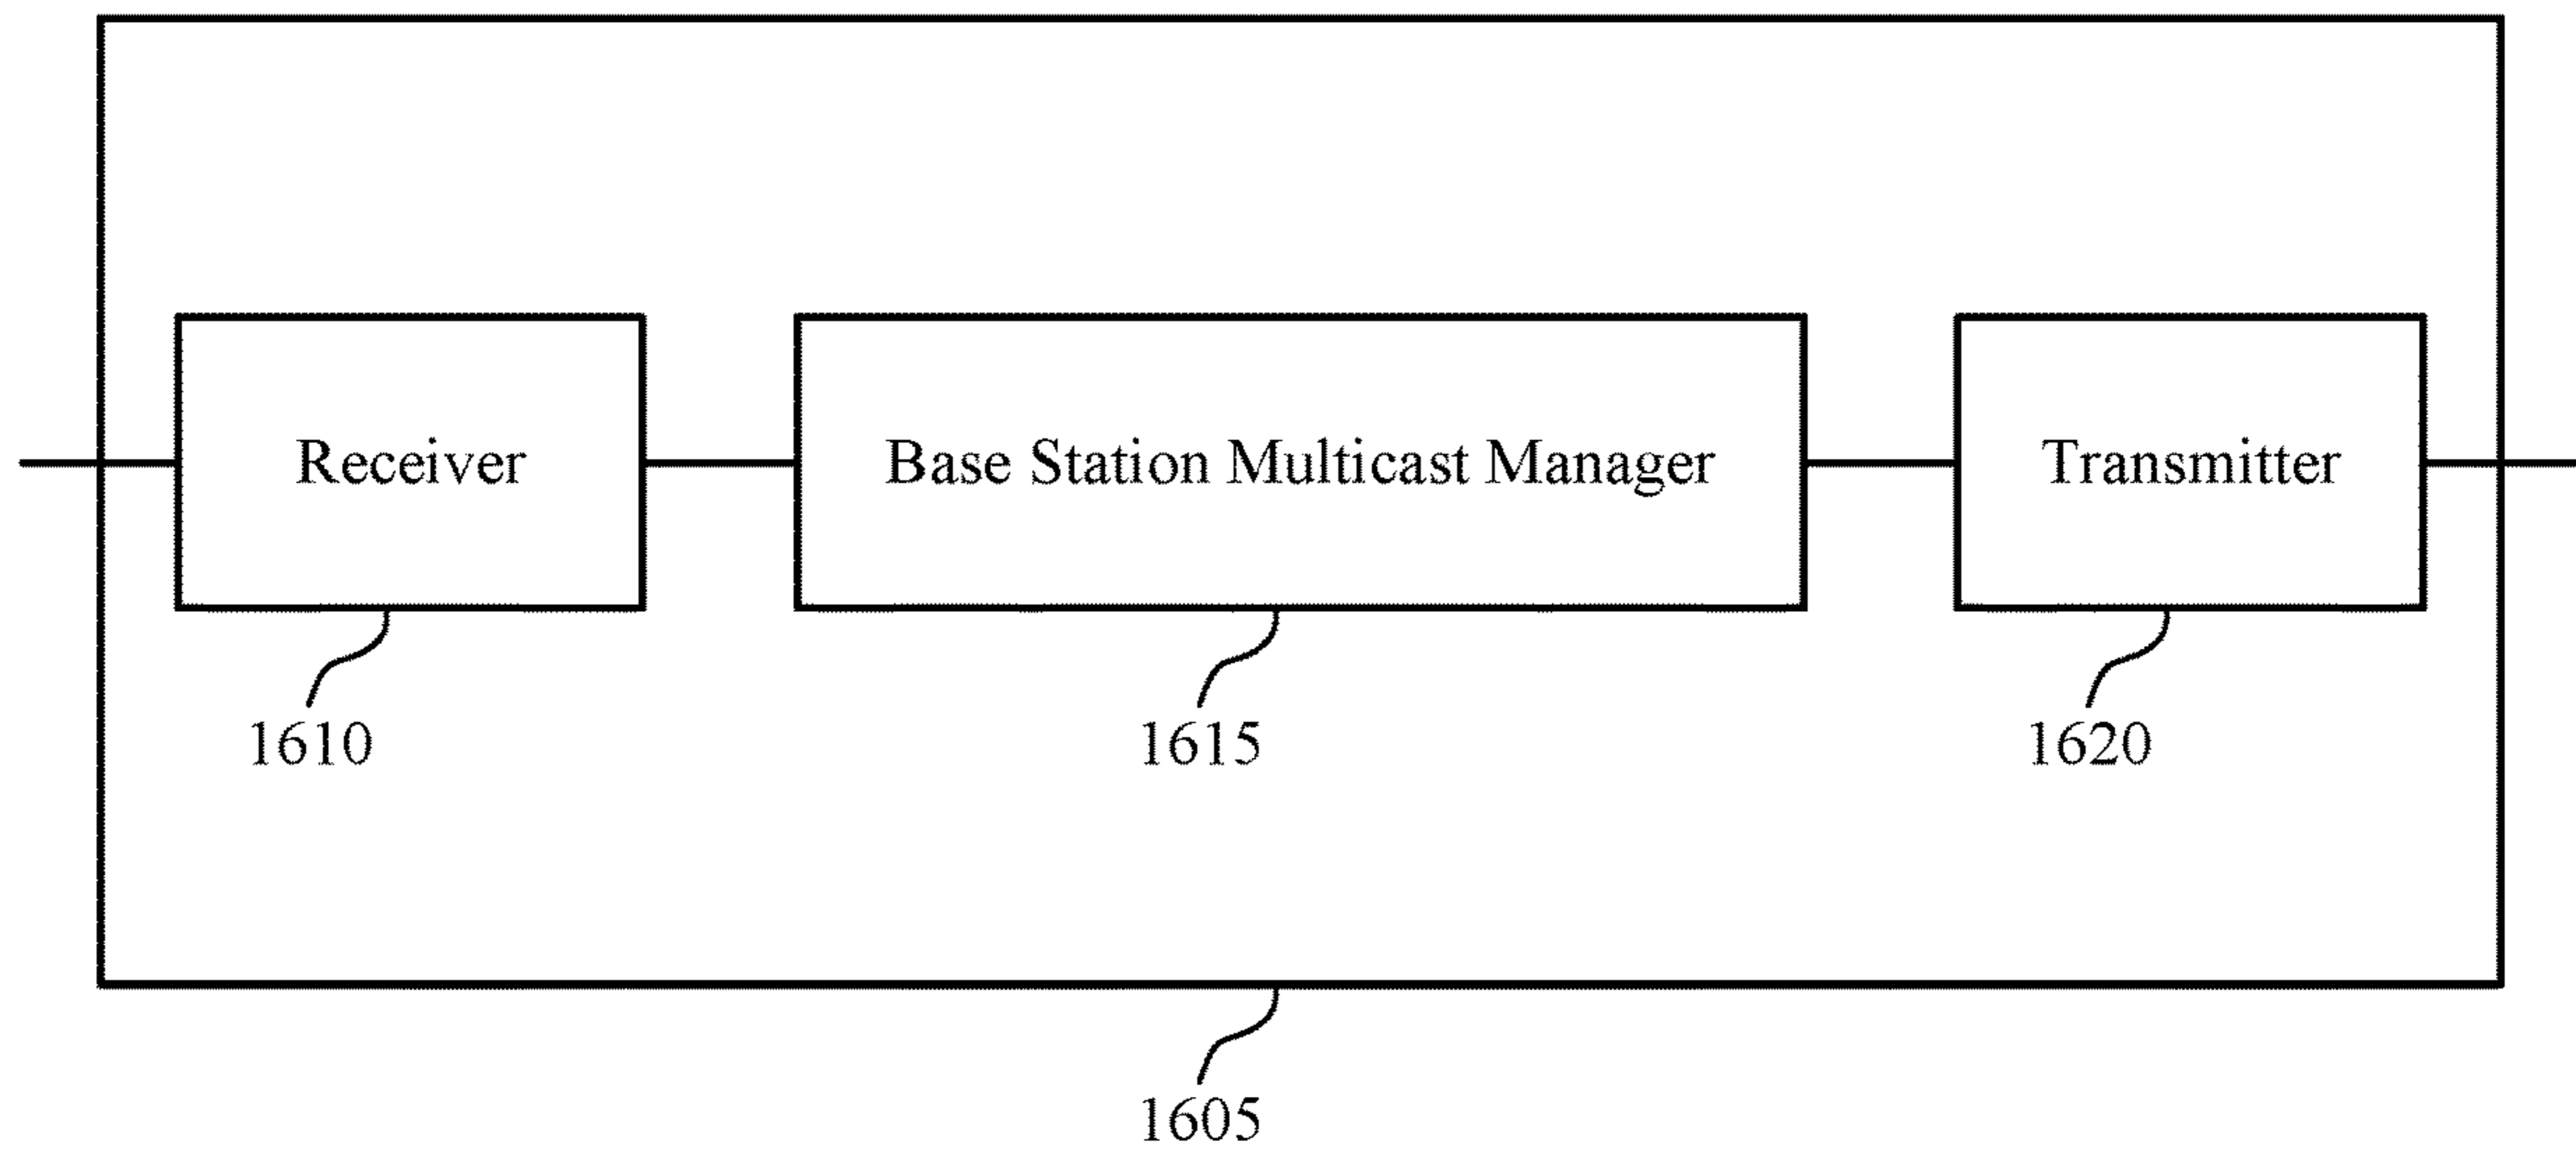 Receiver
Base Station Multicast Manager
Transmitter
1610
1615
1620
1605